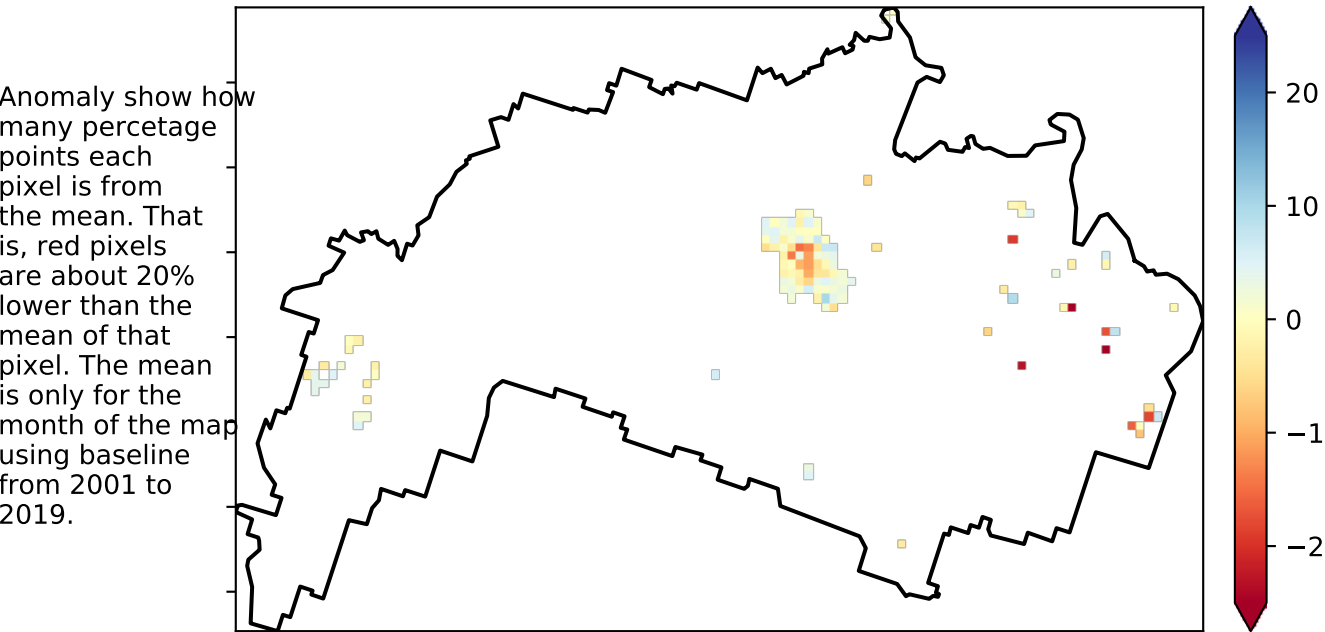 Anomaly show how
many percetage
points each
pixel is from
the mean. That
is, red pixels
are about 20%
lower than the
mean of that
pixel. The mean
is only for the
month of the map
using baseline
from 2001 to
2019.
20
10
0
−1
−2